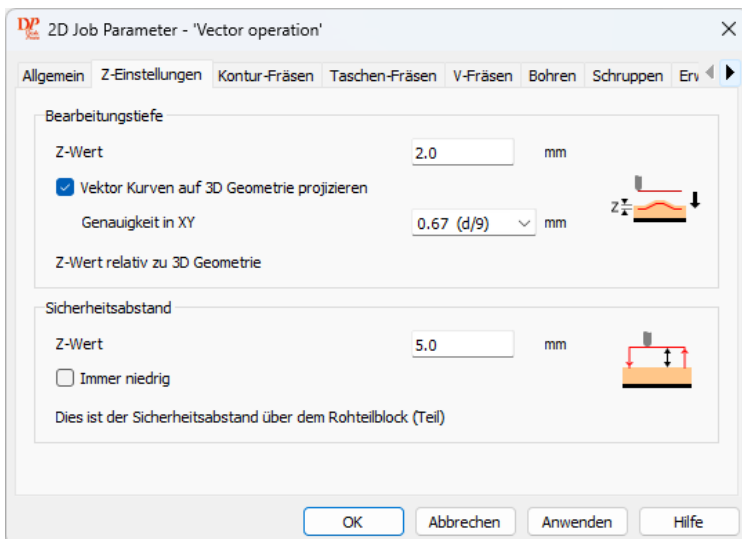 2D Job Parameter - 'Vector operation'
Allgemein Z-Einstellungen Kontur-Fräsen Taschen-Fräsen V-Fräsen Bohren Schruppen Erw
Bearbeitungstiefe
Z-Wert 2.0 mm
Vektor Kurven auf 3D Geometrie projizieren
Genauigkeit in XY 0.67 (d/9) mm
Z
Z-Wert relativ zu 3D Geometrie
Sicherheitsabstand
Z-Wert 5.0 mm
Immer niedrig
Dies ist der Sicherheitsabstand über dem Rohteilblock (Teil)
OK Abbrechen Anwenden Hilfe